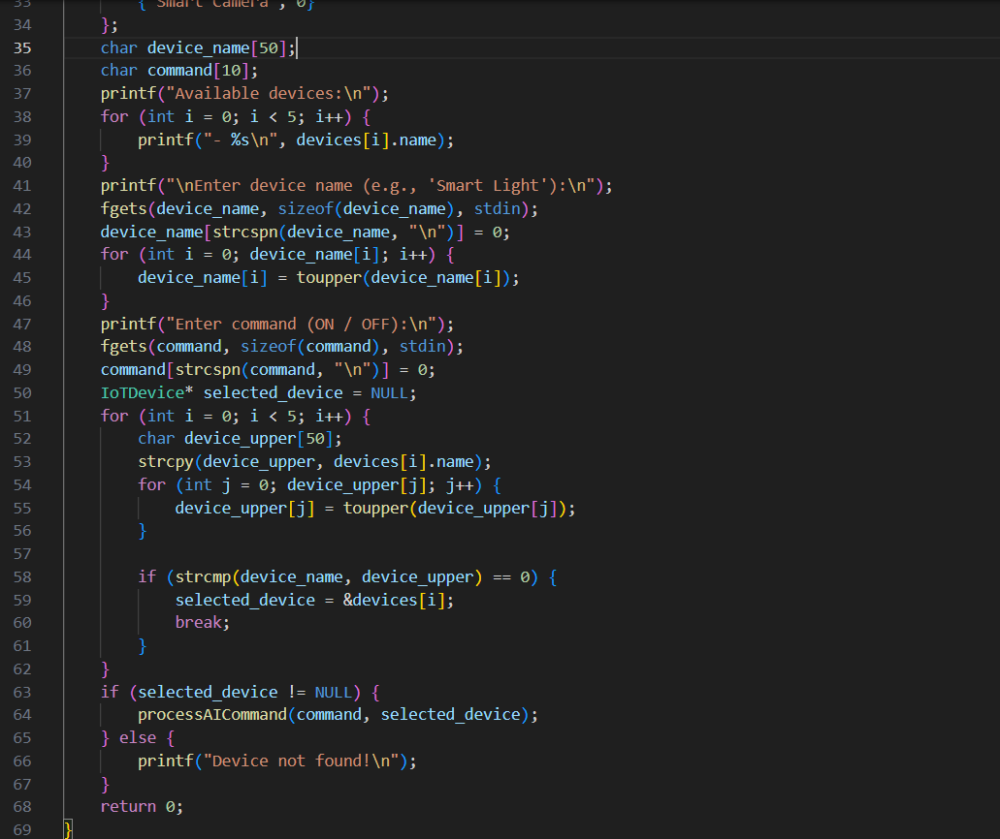 33 { "Smart Camera", 0}
34 };
35 char device_name[50];
36 char command[10];
37 printf("Available devices:\n");
38 for (int i = 0; i < 5; i++) {
39 printf("- %s\n", devices[i].name);
40 }
41 printf("\nEnter device name (e.g., 'Smart Light'):\n");
42 fgets(device_name, sizeof(device_name), stdin);
43 device_name[strcspn(device_name, "\n")] = 0;
44 for (int i = 0; device_name[i]; i++) {
45 device_name[i] = toupper(device_name[i]);
46 }
47 printf("Enter command (ON / OFF):\n");
48 fgets(command, sizeof(command), stdin);
49 command[strcspn(command, "\n")] = 0;
50 IoTDevice* selected_device = NULL;
51 for (int i = 0; i < 5; i++) {
52 char device_upper[50];
53 strcpy(device_upper, devices[i].name);
54 for (int j = 0; device_upper[j]; j++) {
55 device_upper[j] = toupper(device_upper[j]);
56 }
57
58 if (strcmp(device_name, device_upper) == 0) {
59 selected_device = &devices[i];
60 break;
61 }
62 }
63 if (selected_device != NULL) {
64 processAICommand(command, selected_device);
65 } else {
66 printf("Device not found!\n");
67 }
68 return 0;
69 }